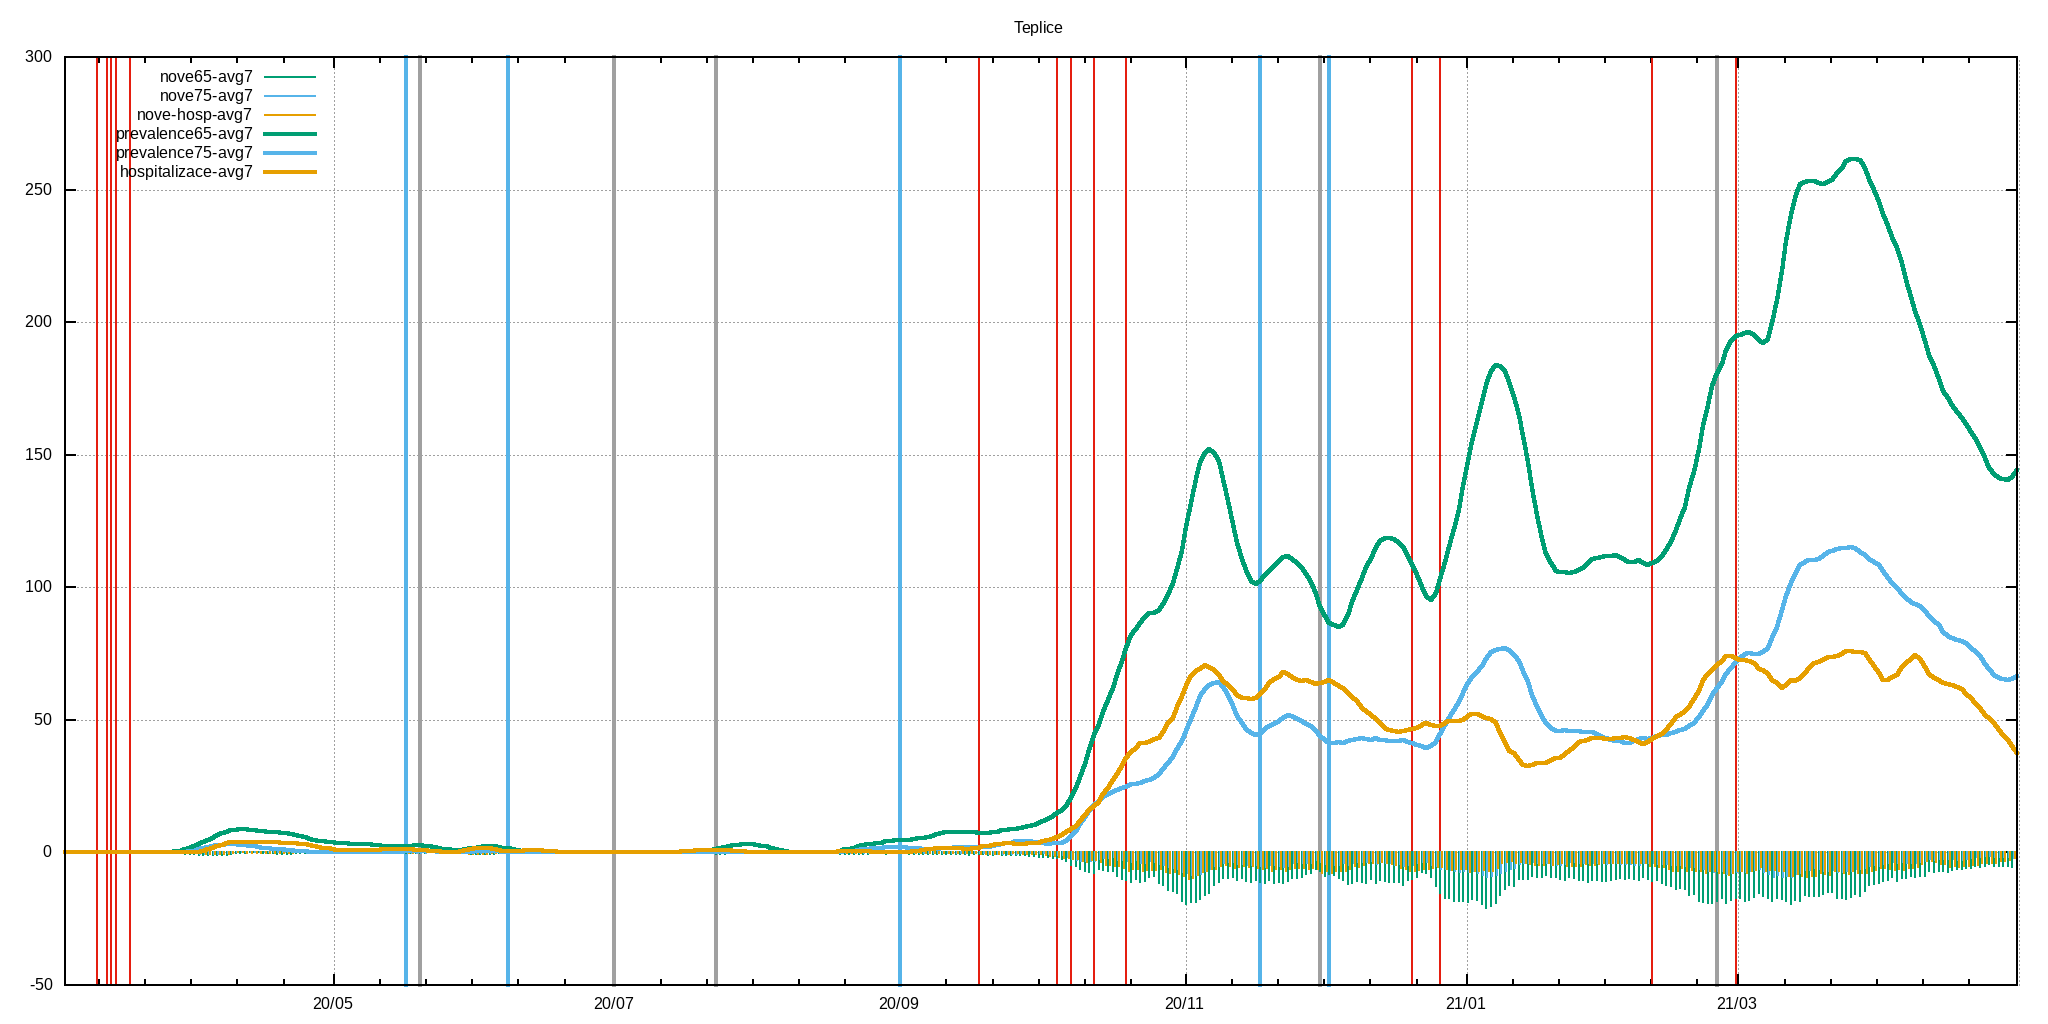 Teplice
300
nove65-avg7
nove75-avg7
nove-hosp-avg7
prevalence65-avg7
prevalence75-avg7
hospitalizace-avg7
250
200
150
100
50
0
-50
20/05
20/07
20/09
20/11
21/01
21/03